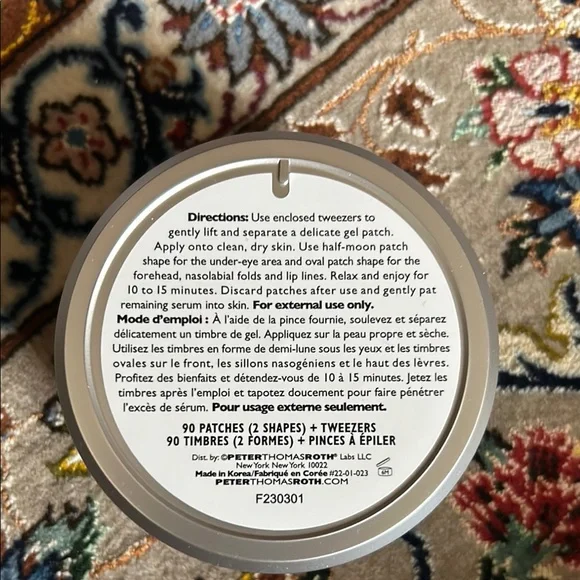 Directions: Use enclosed tweezers to
gently lift and separate a delicate gel patch.
Apply onto clean, dry skin. Use half-moon patch
shape for the under-eye area and oval patch shape for the
forehead, nasolabial folds and lip lines. Relax and enjoy for
10 to 15 minutes. Discard patches after use and gently pat
remaining serum into skin. For external use only.
Mode d'emploi : À l'aide de la pince fournie, soulevez et séparez
délicatement un timbre de gel. Appliquez sur la peau propre et sèche.
Utilisez les timbres en forme de demi-lune sous les yeux et les timbres
ovales sur le front, les sillons nasogéniens et le haut des lèvres.
Profitez des bienfaits et détendez-vous de 10 à 15 minutes. Jetez les
timbres après l'emploi et tapotez doucement pour faire pénétrer
l'excès de sérum. Pour usage externe seulement.
90 PATCHES (2 SHAPES) + TWEEZERS
90 TIMBRES (2 FORMES) + PINCES À ÉPILER
Dist. by: ©PETERTHOMASROTH® Labs LLC
New York New York 10022
Made in Korea/Fabriqué en Corée #22-01-023 6M
PETERTHOMASROTH.COM
F230301